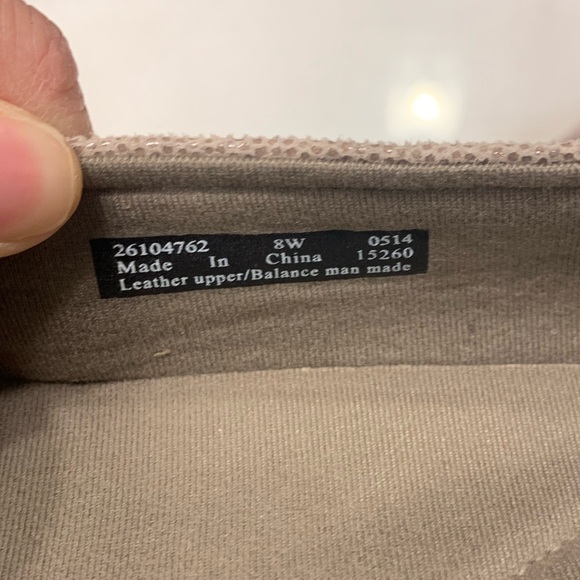 26104762 8W 0514
Made In China 15260
Leather upper/Balance man made